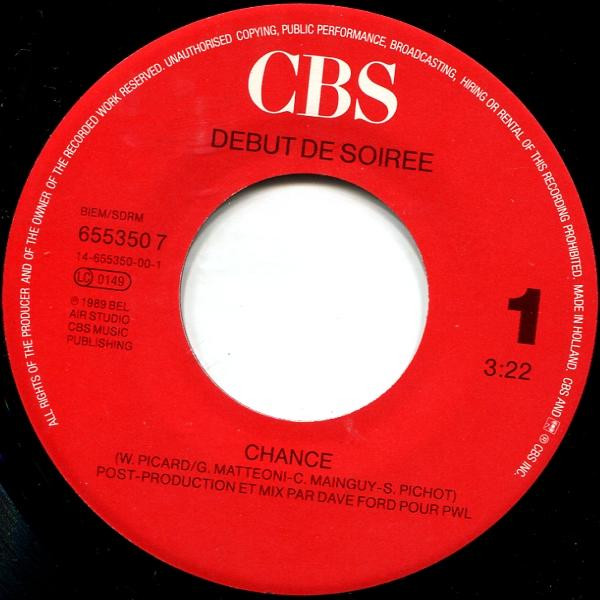 ALL RIGHTS OF THE PRODUCER AND OF THE OWNER OF THE RECORDED WORK RESERVED. UNAUTHORISED COPYING, PUBLIC PERFORMANCE, BROADCASTING, HIRING OR RENTAL OF THIS RECORDING PROHIBITED. MADE IN HOLLAND. CBS AND ® CBS INC.
CBS
DEBUT DE SOIREE
BIEM/SDRM
655350 7
14-655350-00-1
LC 0149
℗ 1989 BEL
AIR STUDIO
CBS MUSIC
PUBLISHING
1
3:22
CHANCE
(W. PICARD/G. MATTEONI-C. MAINGUY-S. PICHOT)
POST-PRODUCTION ET MIX PAR DAVE FORD POUR PWL